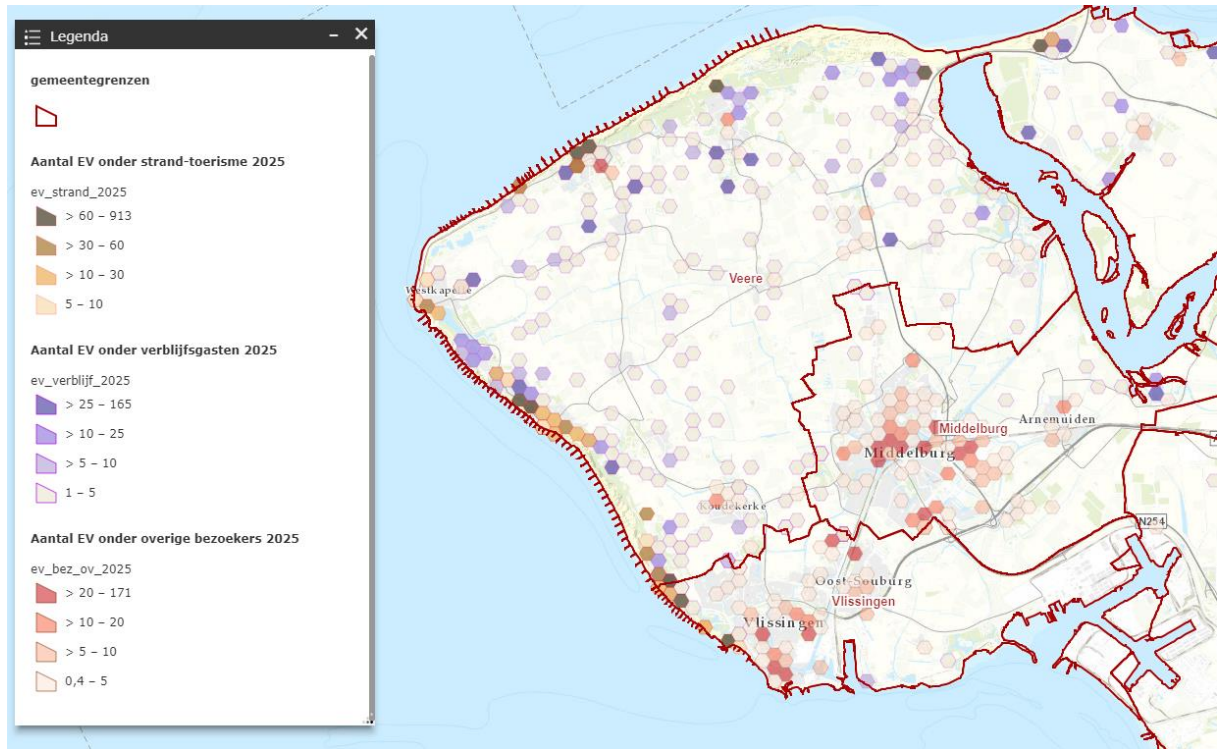 Legenda
gemeentegrenzen
Aantal EV onder strand-toerisme 2025
ev_strand_2025
> 60 – 913
> 30 – 60
> 10 – 30
5 – 10
Aantal EV onder verblijfsgasten 2025
ev_verblijf_2025
> 25 – 165
> 10 – 25
> 5 – 10
1 – 5
Aantal EV onder overige bezoekers 2025
ev_bez_ov_2025
> 20 – 171
> 10 – 20
> 5 – 10
0,4 – 5
Veere
Westkapelle
Arnemuiden
Middelburg
Middelburg
Koudekerke
N254
Oost-Souburg
Vlissingen
Vlissingen